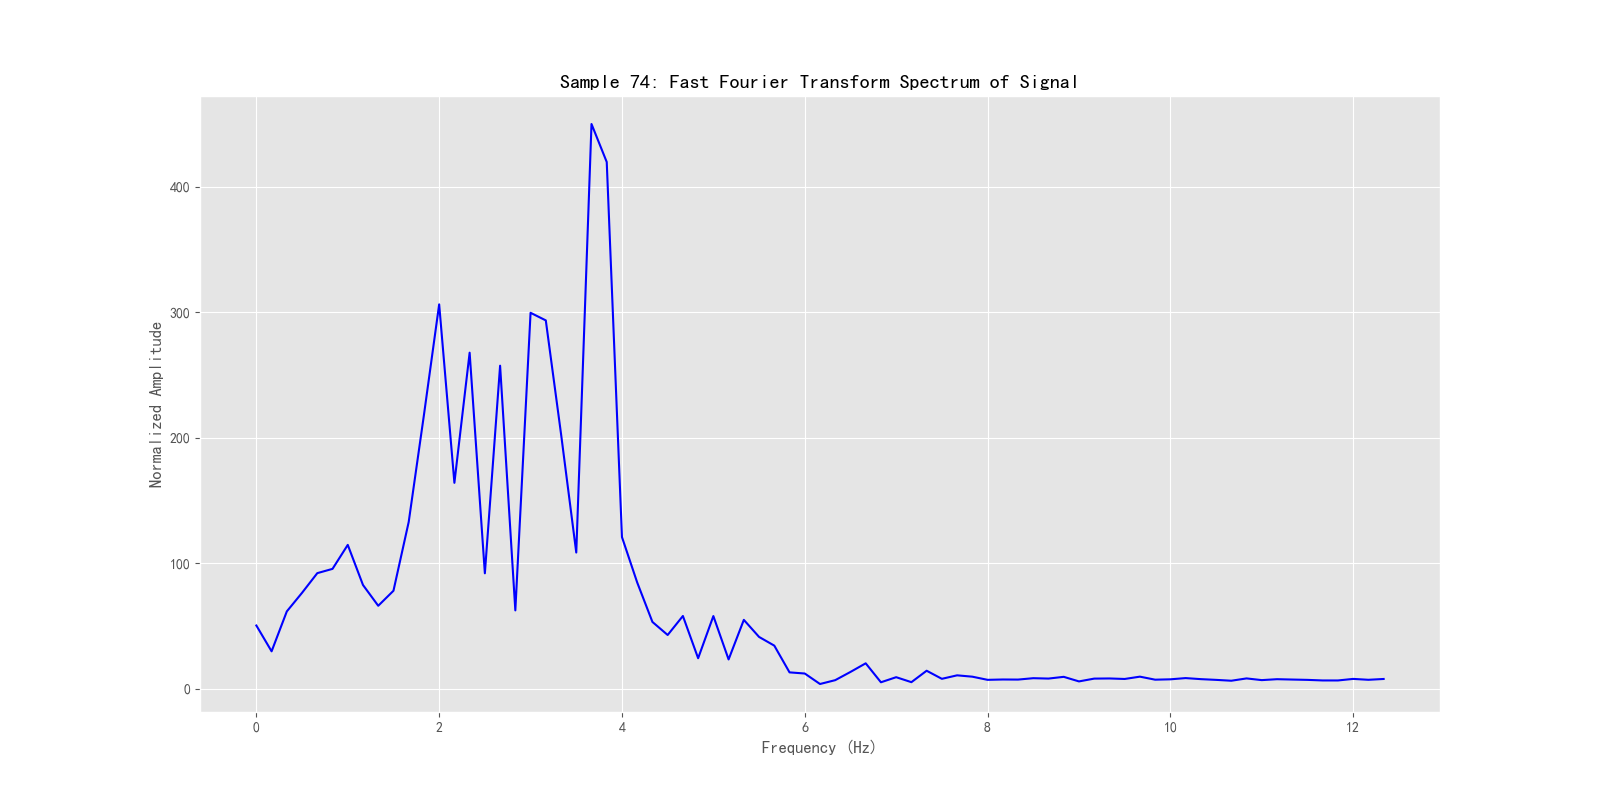 Sample 74: Fast Fourier Transform Spectrum of Signal
400
300
200
100
0
Normalized Amplitude
0 2 4 6 8 10 12
Frequency (Hz)